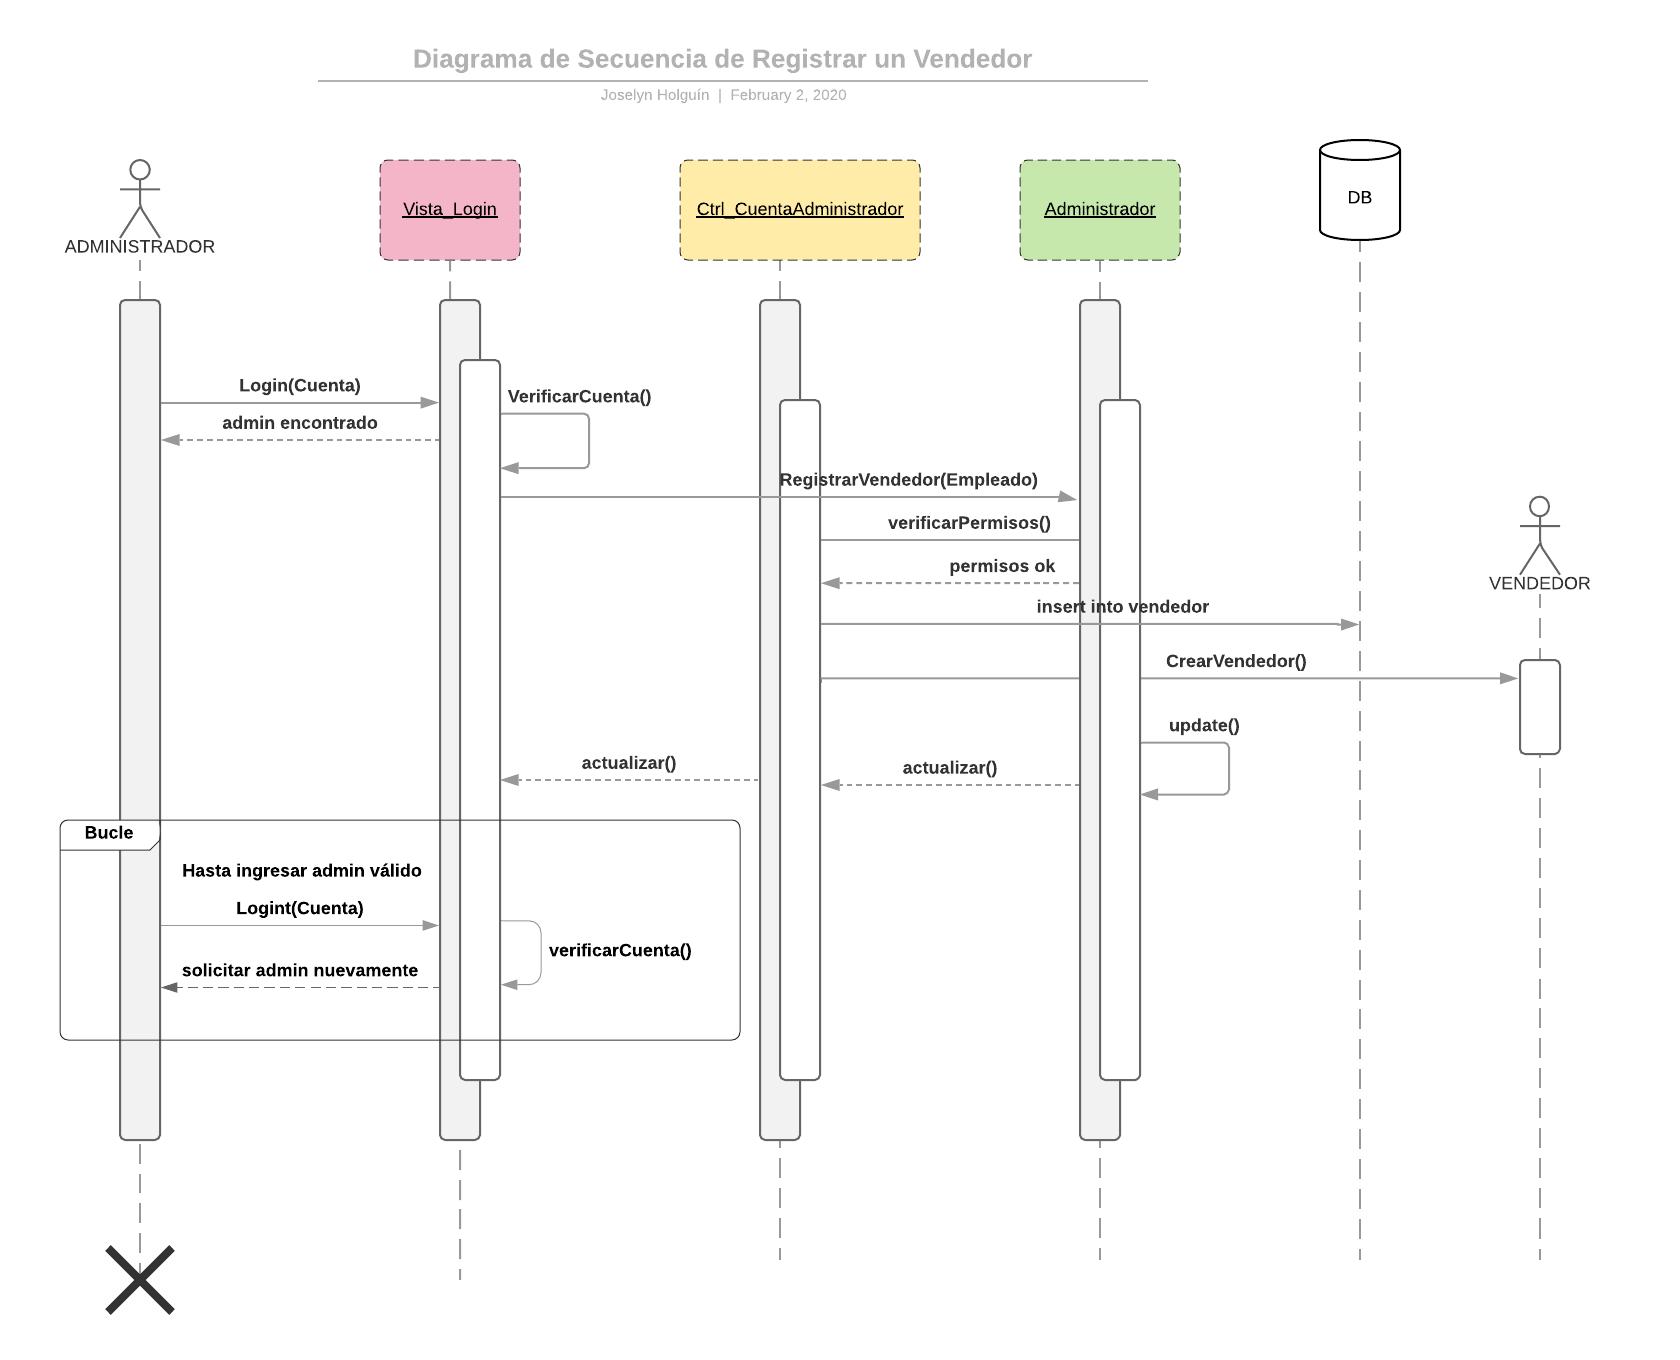 Diagrama de Secuencia de Registrar un Vendedor
Joselyn Holguín | February 2, 2020
ADMINISTRADOR
Vista_Login
Ctrl_CuentaAdministrador
Administrador
DB
Login(Cuenta)
VerificarCuenta()
admin encontrado
RegistrarVendedor(Empleado)
verificarPermisos()
permisos ok
VENDEDOR
insert into vendedor
CrearVendedor()
update()
actualizar()
actualizar()
Bucle
Hasta ingresar admin válido
Logint(Cuenta)
verificarCuenta()
solicitar admin nuevamente